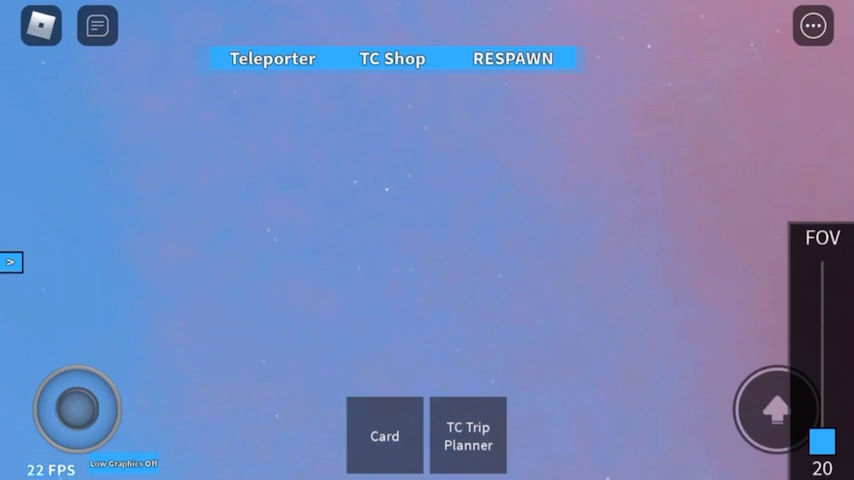 Teleporter TC Shop RESPAWN
>
FOV
Card
TC Trip
Planner
22 FPS
Low Graphics Off
20